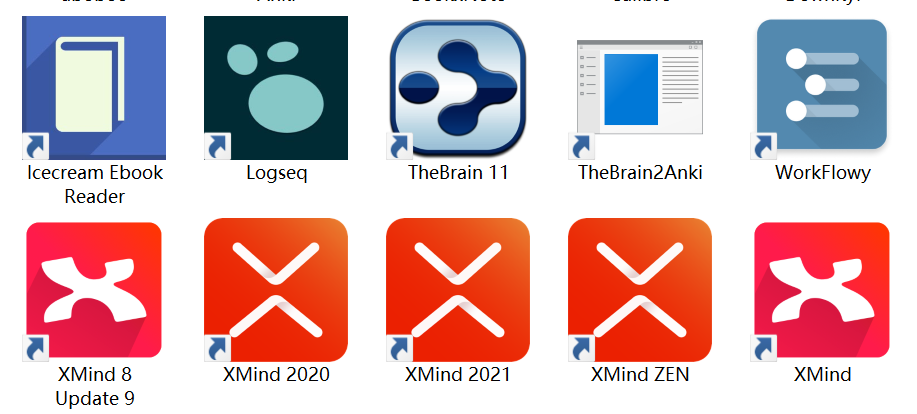 Icecream Ebook
Reader
Logseq
TheBrain 11
TheBrain2Anki
WorkFlowy
XMind 8
Update 9
XMind 2020
XMind 2021
XMind ZEN
XMind